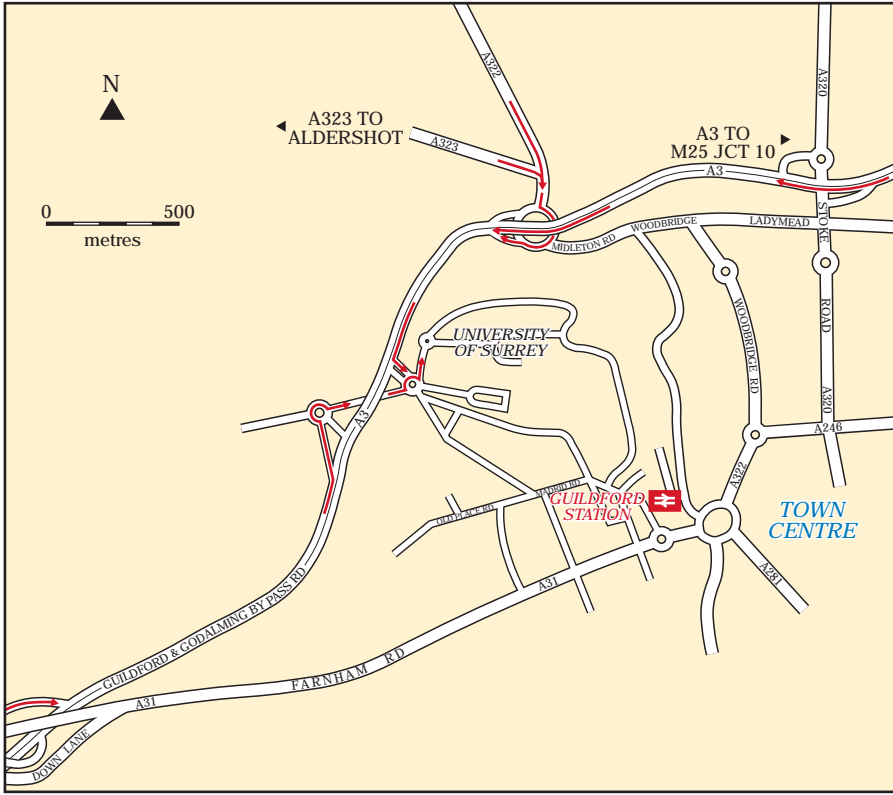 A322
A320
N
A323 TO
ALDERSHOT
A323
A3 TO
M25 JCT 10
A3
0 500
metres
STOKE
ROAD
WOODBRIDGE
LADYMEAD
MIDLETON RD
UNIVERSITY
OF SURREY
WOODBRIDGE RD
A320
A3
A246
A322
MADRID RD
GUILDFORD
STATION
OLD PLACE RD
TOWN
CENTRE
A31
A281
GUILDFORD & GODALMING BY PASS RD
FARNHAM RD
A31
DOWN LANE